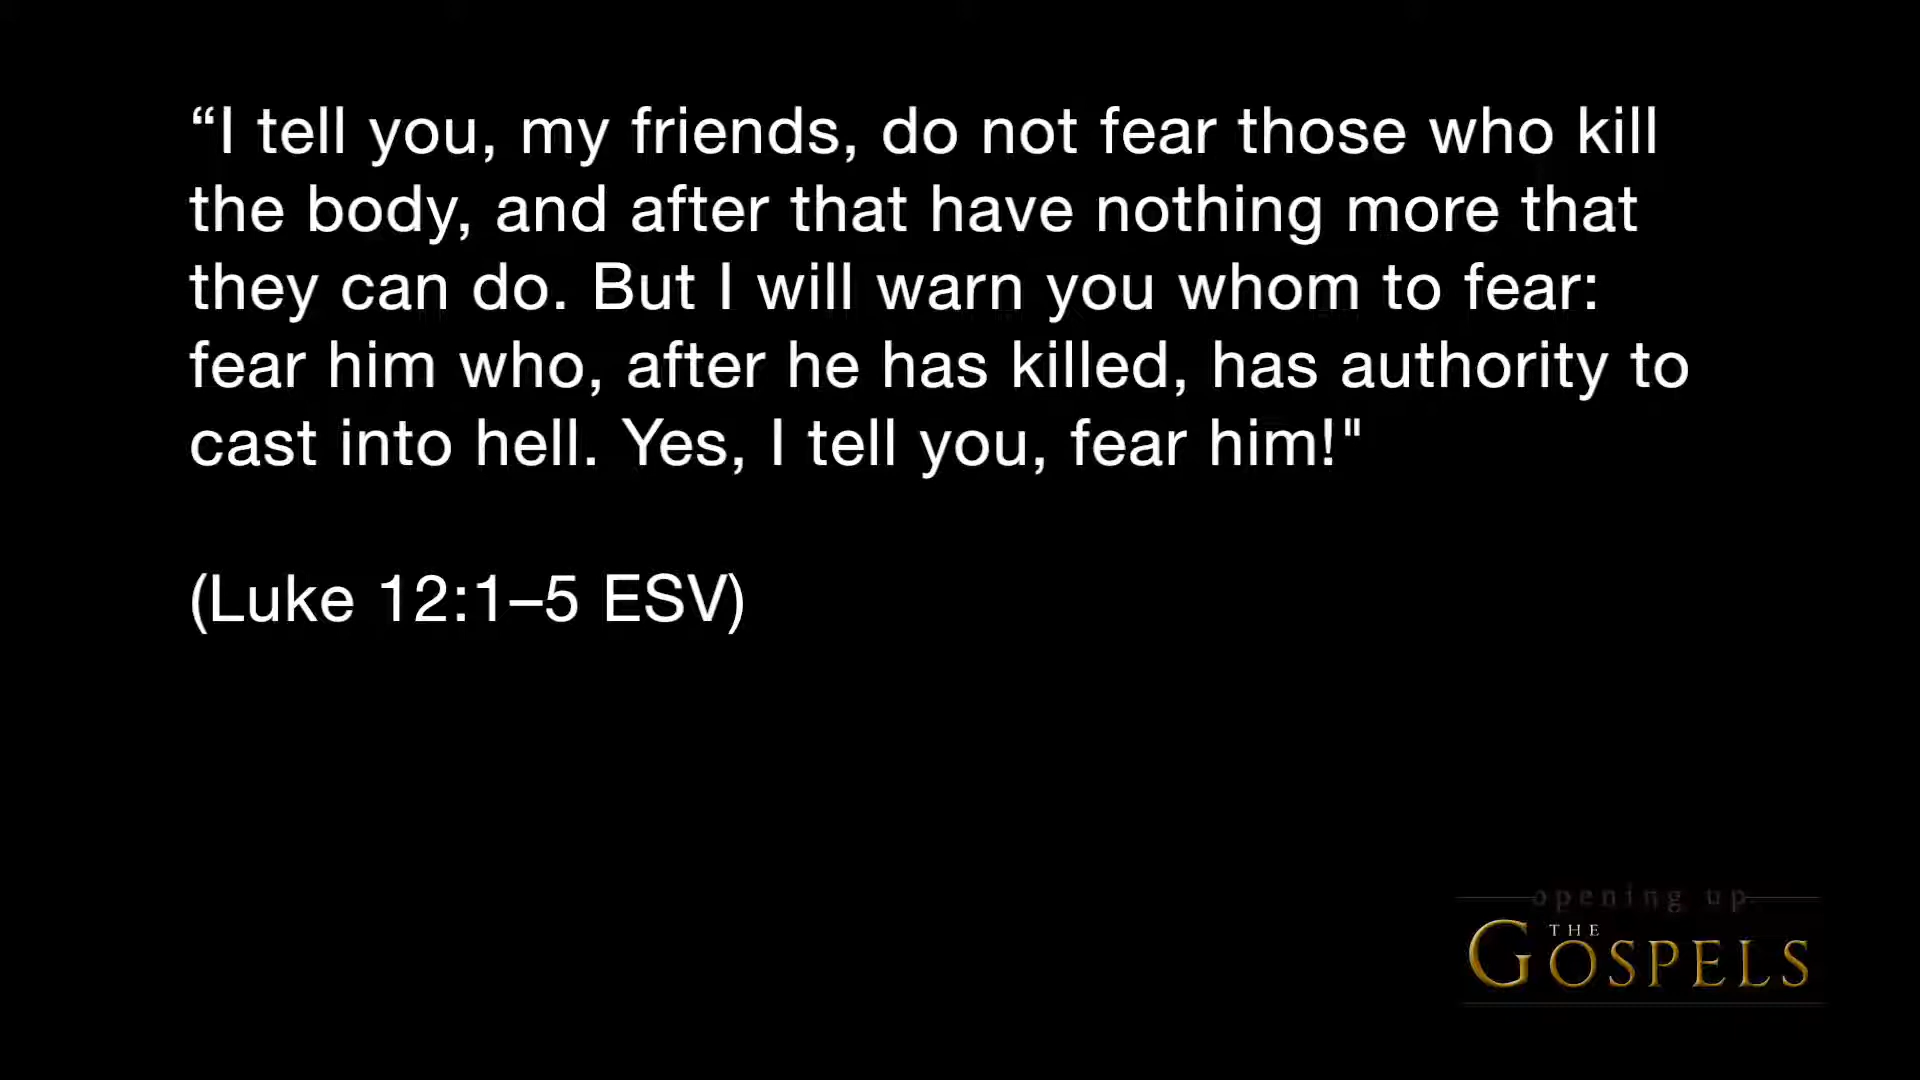 “I tell you, my friends, do not fear those who kill
the body, and after that have nothing more that
they can do. But I will warn you whom to fear:
fear him who, after he has killed, has authority to
cast into hell. Yes, I tell you, fear him!"
(Luke 12:1–5 ESV)
opening up
THE
GOSPELS